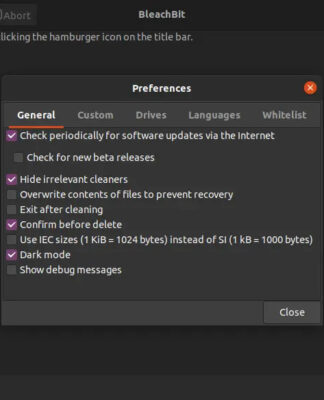 Abort
BleachBit
licking the hamburger icon on the title bar.
Preferences
General Custom Drives Languages Whitelist
Check periodically for software updates via the Internet
Check for new beta releases
Hide irrelevant cleaners
Overwrite contents of files to prevent recovery
Exit after cleaning
Confirm before delete
Use IEC sizes (1 KiB = 1024 bytes) instead of SI (1 kB = 1000 bytes)
Dark mode
Show debug messages
Close